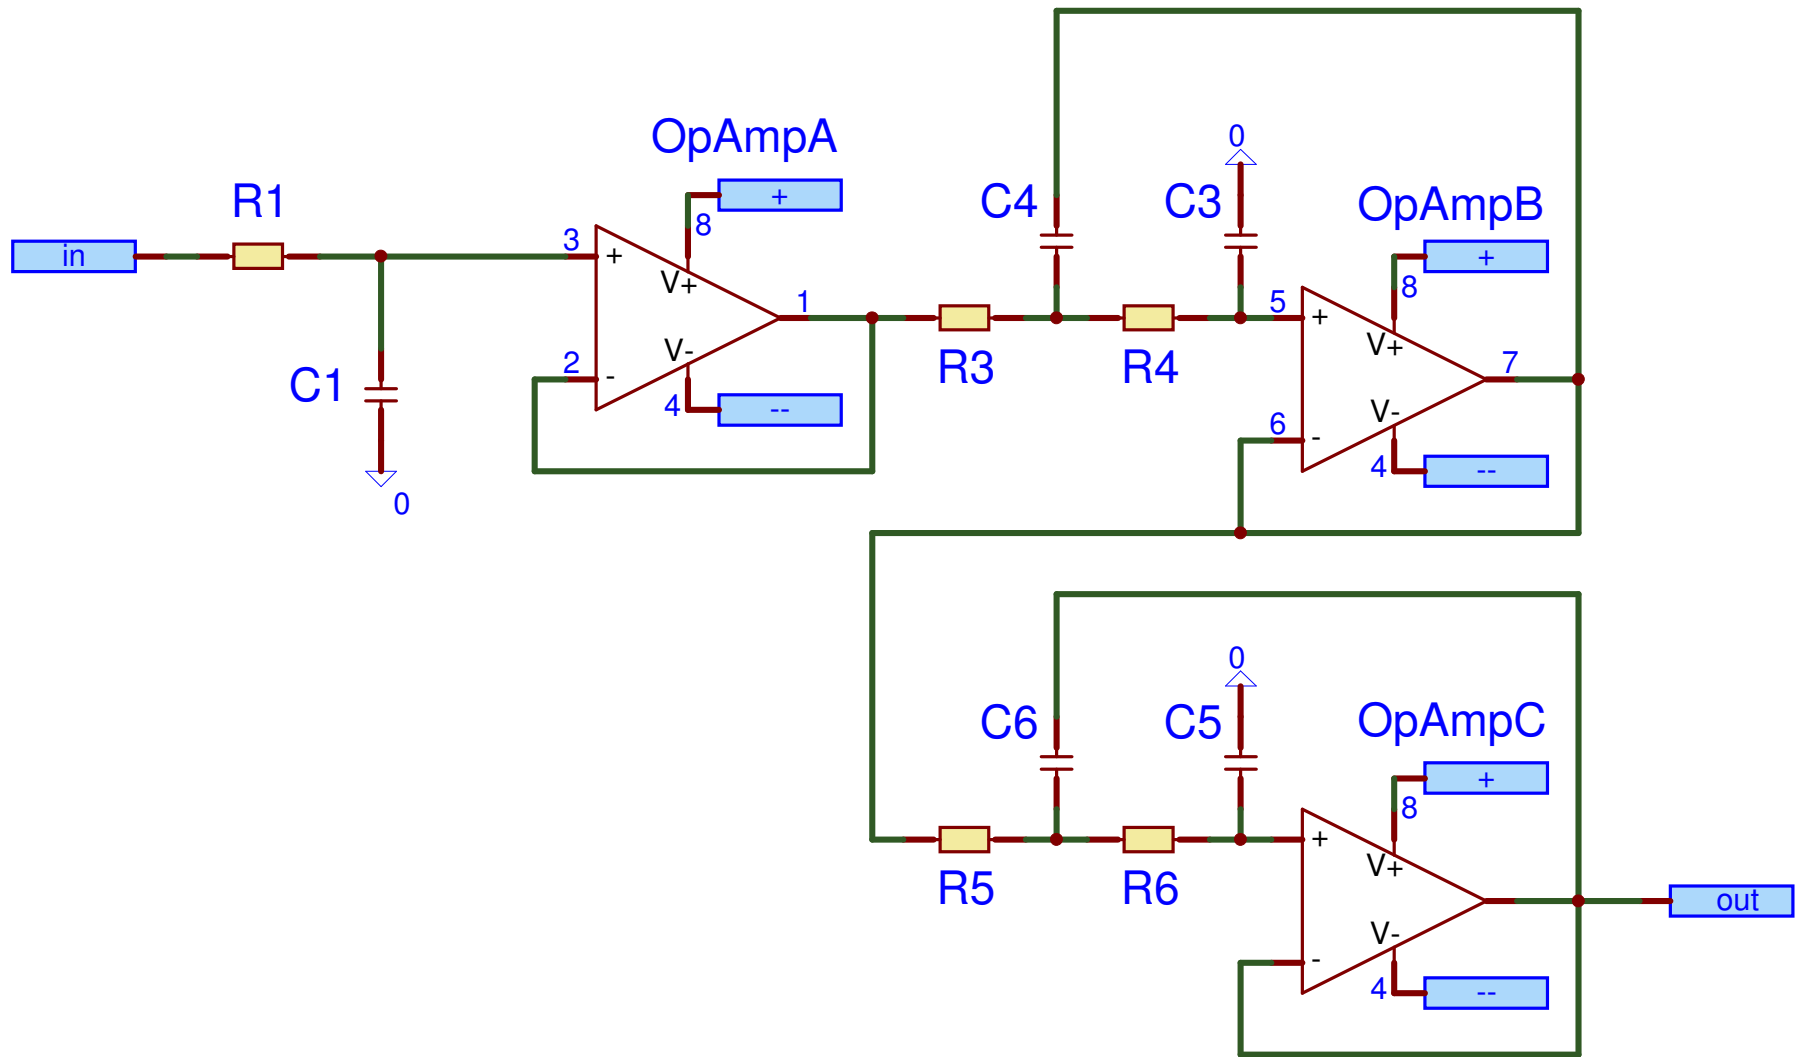 OpAmpA
0
R1
C4
C3
OpAmpB
+
8
in
3
+
V+
+
8
1
5
+
V+
2
-
V-
R3
R4
7
C1
4
--
6
-
V-
4
--
0
0
C6
C5
OpAmpC
+
8
+
V+
R5
R6
out
V-
-
4
--